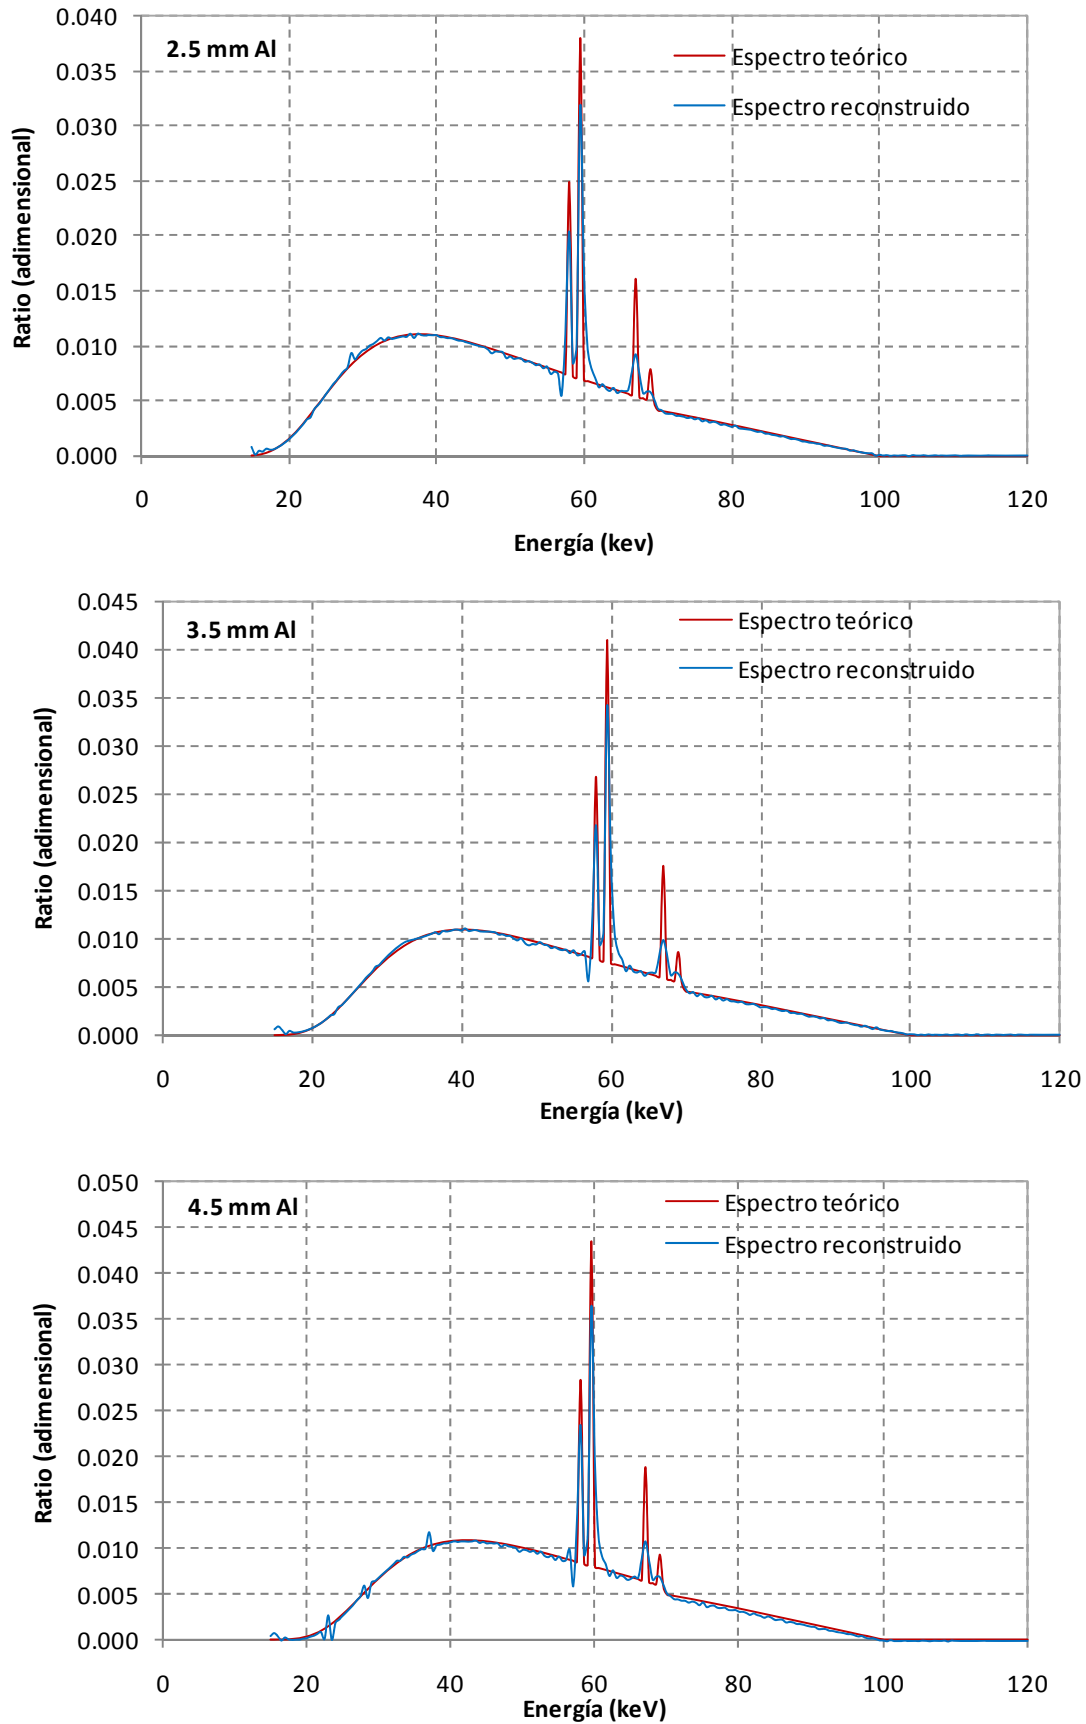 0.040
0.035
0.030
0.025
0.020
0.015
0.010
0.005
0.000
2.5 mm Al
Espectro teórico
Espectro reconstruido
Ratio (adimensional)
0 20 40 60 80 100 120
Energía (kev)
0.045
0.040
0.035
0.030
0.025
0.020
0.015
0.010
0.005
0.000
3.5 mm Al
Espectro teórico
Espectro reconstruido
Ratio (adimensional)
0 20 40 60 80 100 120
Energía (keV)
0.050
0.045
0.040
0.035
0.030
0.025
0.020
0.015
0.010
0.005
0.000
4.5 mm Al
Espectro teórico
Espectro reconstruido
Ratio (adimensional)
0 20 40 60 80 100 120
Energía (keV)